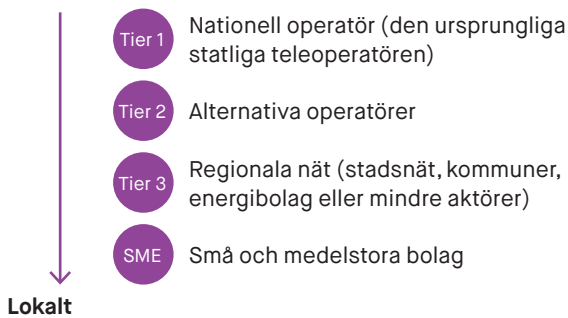 Tier 1
Nationell operatör (den ursprungliga
statliga teleoperatören)
Tier 2
Alternativa operatörer
Tier 3
Regionala nät (stadsnät, kommuner,
energibolag eller mindre aktörer)
SME
Små och medelstora bolag
Lokalt